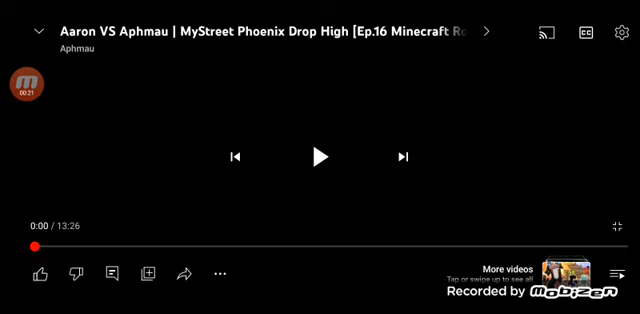 Aaron VS Aphmau | MyStreet Phoenix Drop High [Ep.16 Minecraft Ro
Aphmau
CC
00:21
0:00 / 13:26
More videos
Tap or swipe up to see all
Recorded by Mobizen